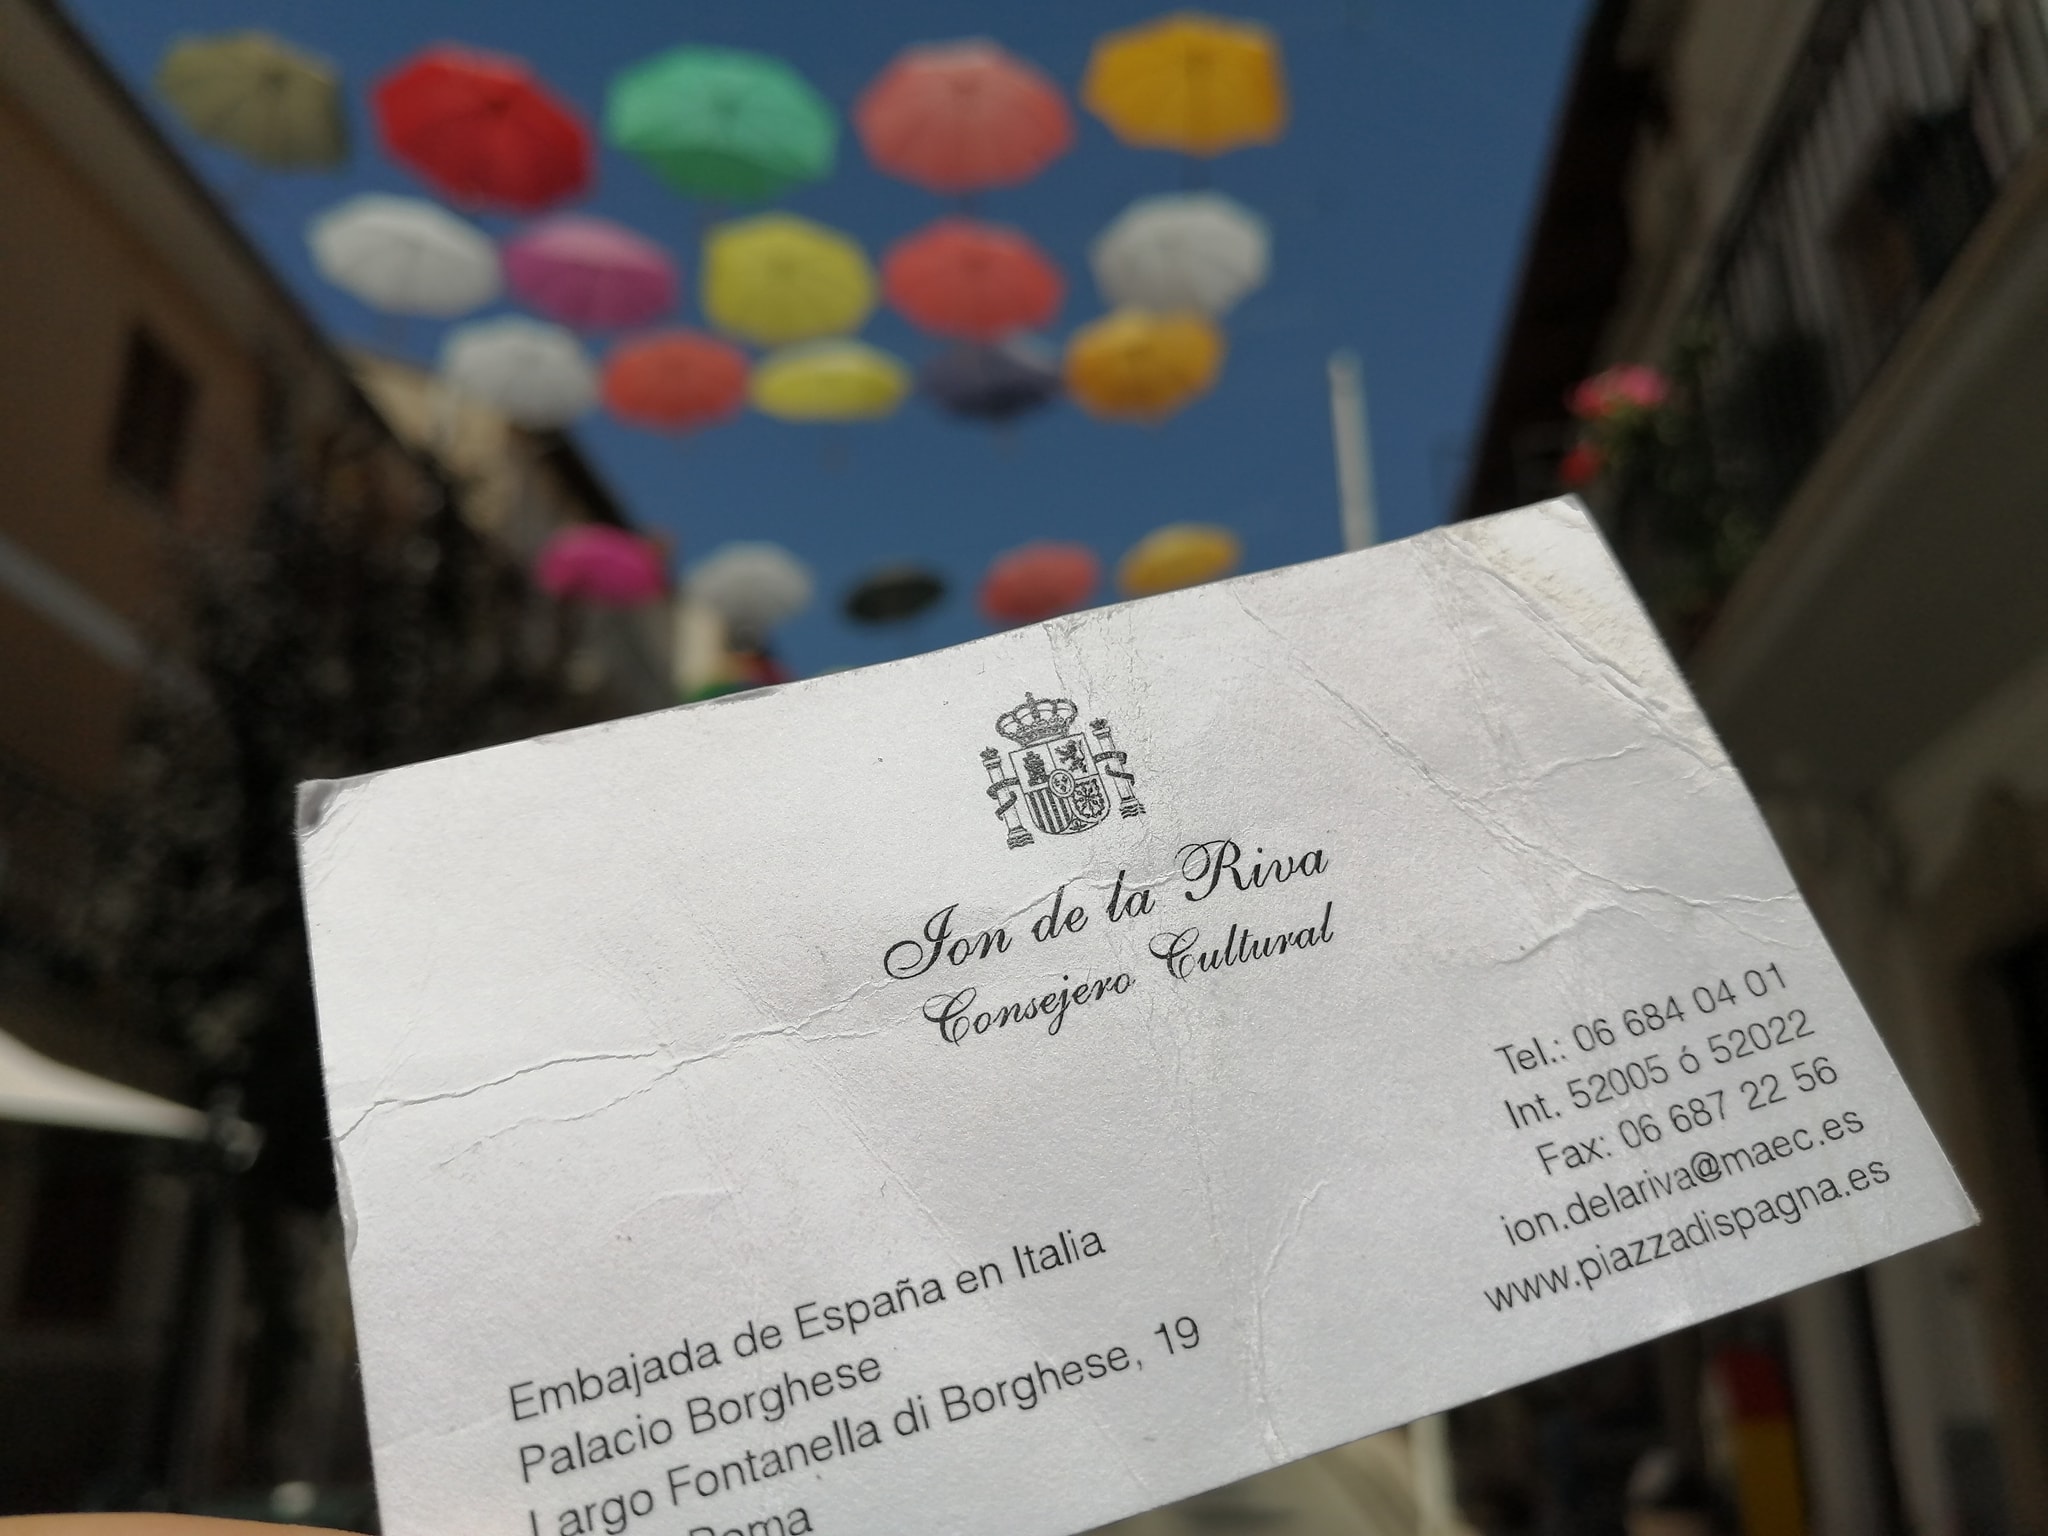 Ion de la Riva
Consejero Cultural
Tel.: 06 684 04 01
Int. 52005 ó 52022
Fax: 06 687 22 56
ion.delariva@maec.es
www.piazzadispagna.es
Embajada de España en Italia
Palacio Borghese
Largo Fontanella di Borghese, 19
Roma